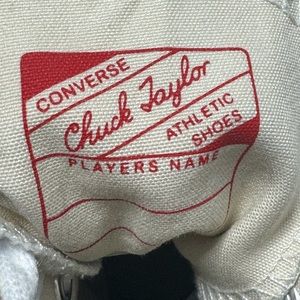 CONVERSE
Chuck Taylor
ATHLETIC
SHOES
PLAYERS NAME